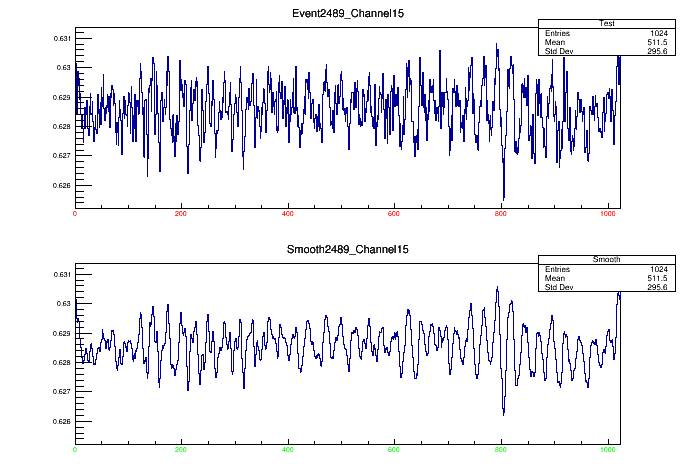 Event2489_Channel15
Test
Entries 1024
Mean 511.5
Std Dev 295.6
0.631
0.63
0.629
0.628
0.627
0.626
0 200 400 600 800 1000
Smooth2489_Channel15
Smooth
Entries 1024
Mean 511.5
Std Dev 295.6
0.631
0.63
0.629
0.628
0.627
0.626
0 200 400 600 800 1000